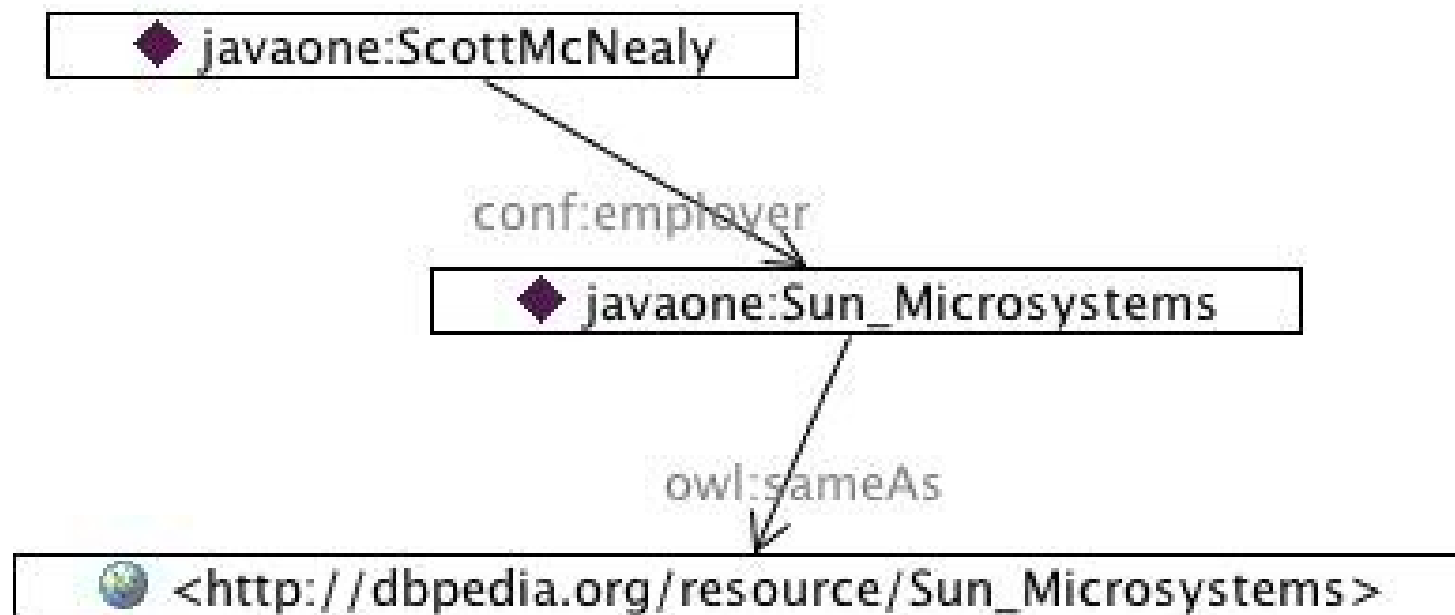 javaone:ScottMcNealy
conf:employer
javaone:Sun_Microsystems
owl:sameAs
<http://dbpedia.org/resource/Sun_Microsystems>